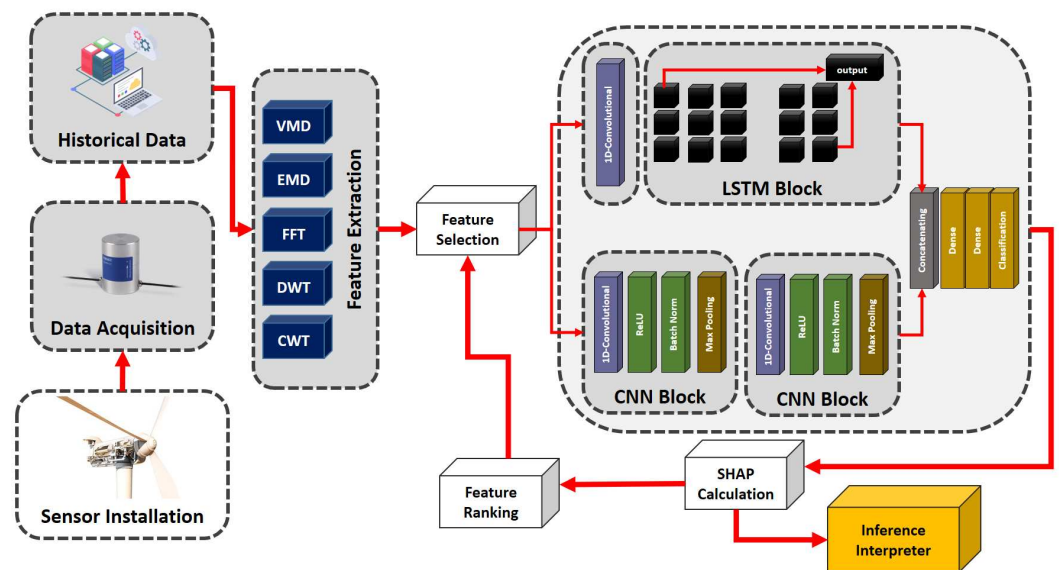 Historical Data
Data Acquisition
Sensor Installation
VMD
EMD
FFT
DWT
CWT
Feature Extraction
Feature
Selection
1D-Convolutional
output
LSTM Block
1D-Convolutional
ReLU
Batch Norm
Max Pooling
CNN Block
1D-Convolutional
ReLU
Batch Norm
Max Pooling
CNN Block
Concatenating
Dense
Dense
Classification
SHAP
Calculation
Feature
Ranking
Inference
Interpreter